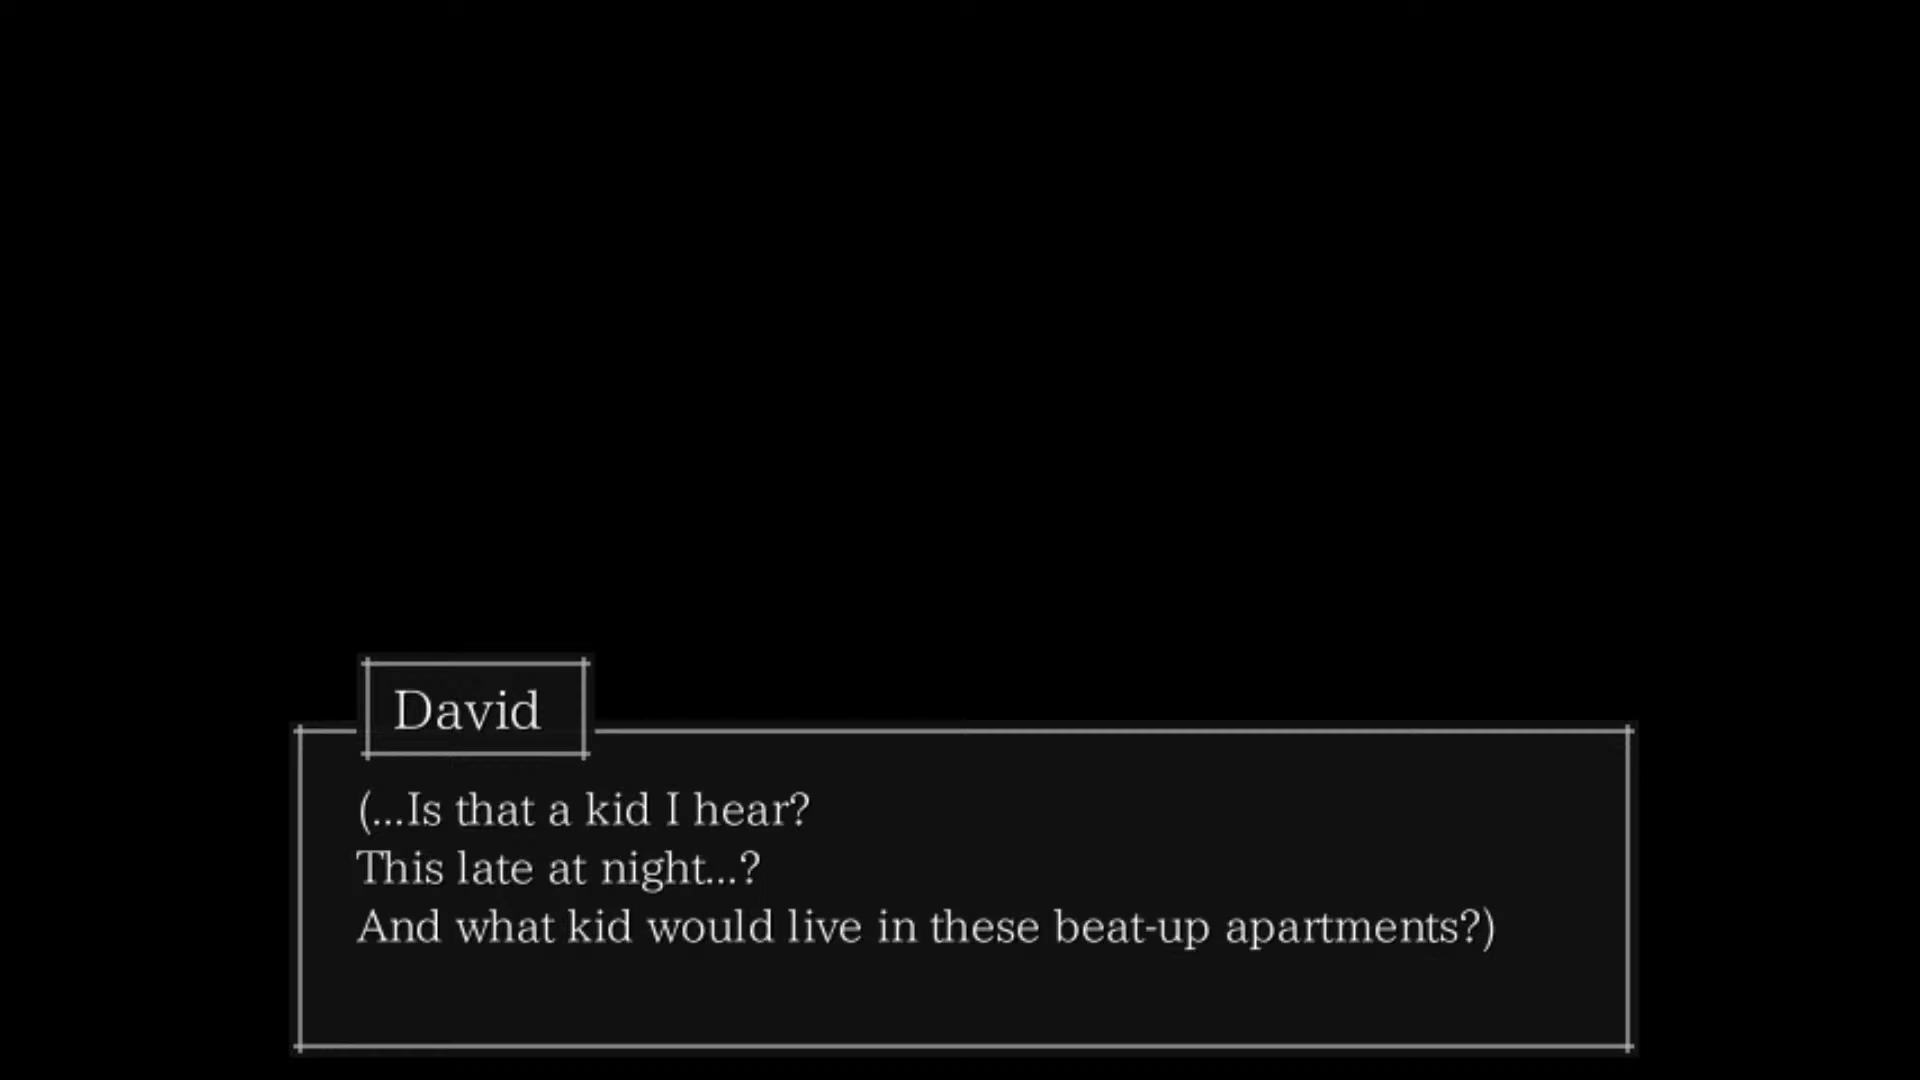 David
(...Is that a kid I hear?
This late at night...?
And what kid would live in these beat-up apartments?)